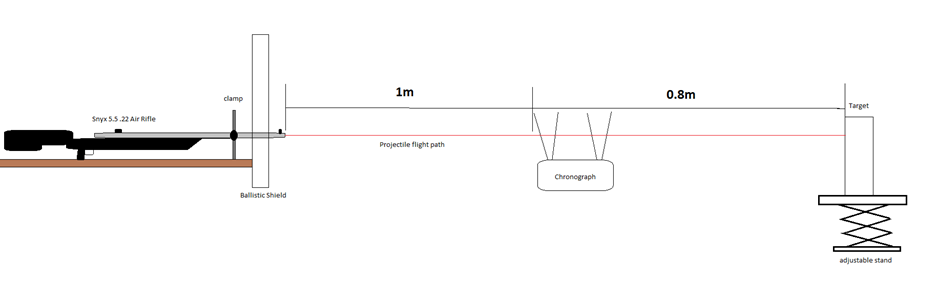 1m
0.8m
clamp
Target
Snyx 5.5 .22 Air Rifle
Projectile flight path
Chronograph
Ballistic Shield
adjustable stand